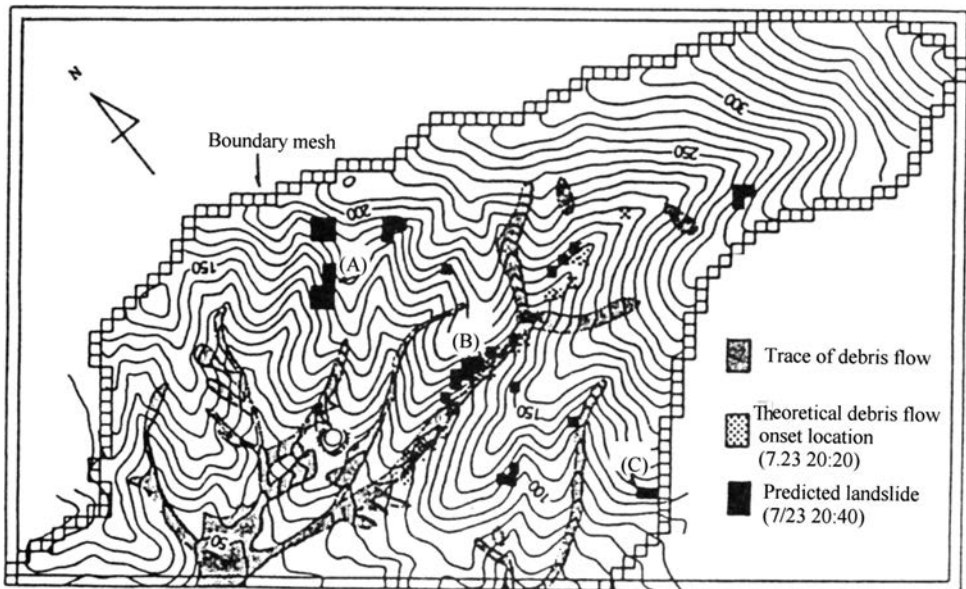 N
Boundary mesh
300
250
200
150
(A)
(B)
150
(C)
100
50
Trace of debris flow
Theoretical debris flow
onset location
(7.23 20:20)
Predicted landslide
(7/23 20:40)